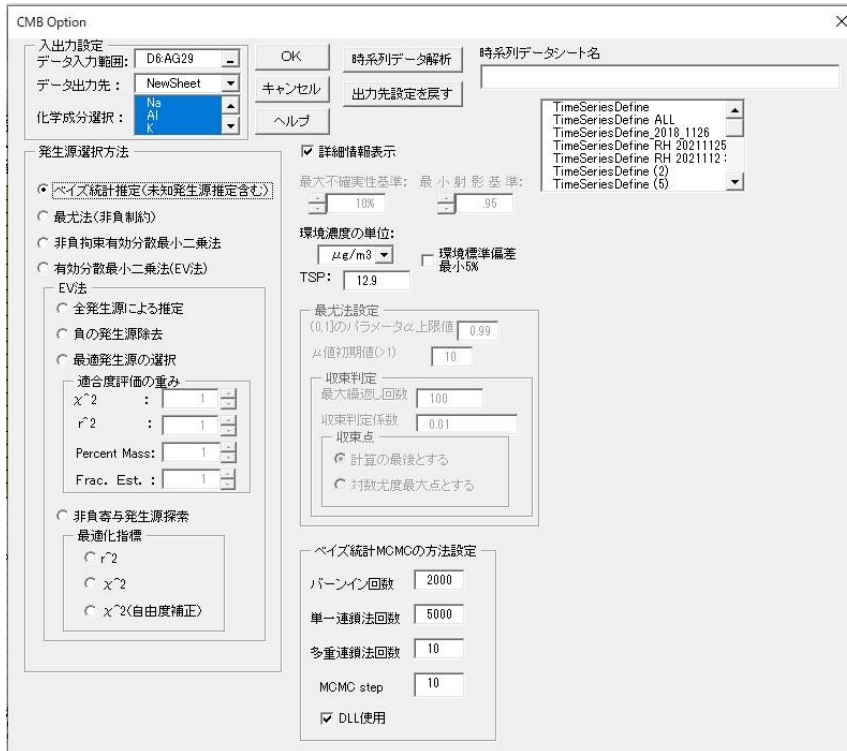 CMB Option
入出力設定
データ入力範囲: D6:AG29
データ出力先： NewSheet
化学成分選択：
Na
Al
K
OK
キャンセル
ヘルプ
時系列データ解析
出力先設定を戻す
時系列データシート名
TimeSeriesDefine
TimeSeriesDefine ALL
TimeSeriesDefine_2018_1126
TimeSeriesDefine RH 20211125
TimeSeriesDefine RH 2021112
TimeSeriesDefine (2)
TimeSeriesDefine (5)
発生源選択方法
ベイズ統計推定(未知発生源推定含む)
最尤法(非負制約)
非負拘束有効分散最小二乗法
有効分散最小二乗法(EV法)
EV法
全発生源による推定
負の発生源除去
最適発生源の選択
適合度評価の重み
χ^2 : 1
r^2 : 1
Percent Mass: 1
Frac. Est. : 1
非負寄与発生源探索
最適化指標
r^2
χ^2
χ^2(自由度補正)
詳細情報表示
最大不確実性基準: 最小射影基準:
10% .95
環境濃度の単位:
μg/m3
環境標準偏差
最小5%
TSP: 12.9
最尤法設定
(0,1]のパラメータα上限値 0.99
μ値初期値(>1) 10
収束判定
最大繰返し回数 100
収束判定係数 0.01
収束点
計算の最後とする
対数尤度最大点とする
ベイズ統計MCMCの方法設定
バーンイン回数 2000
単一連鎖法回数 5000
多重連鎖法回数 10
MCMC step 10
DLL使用